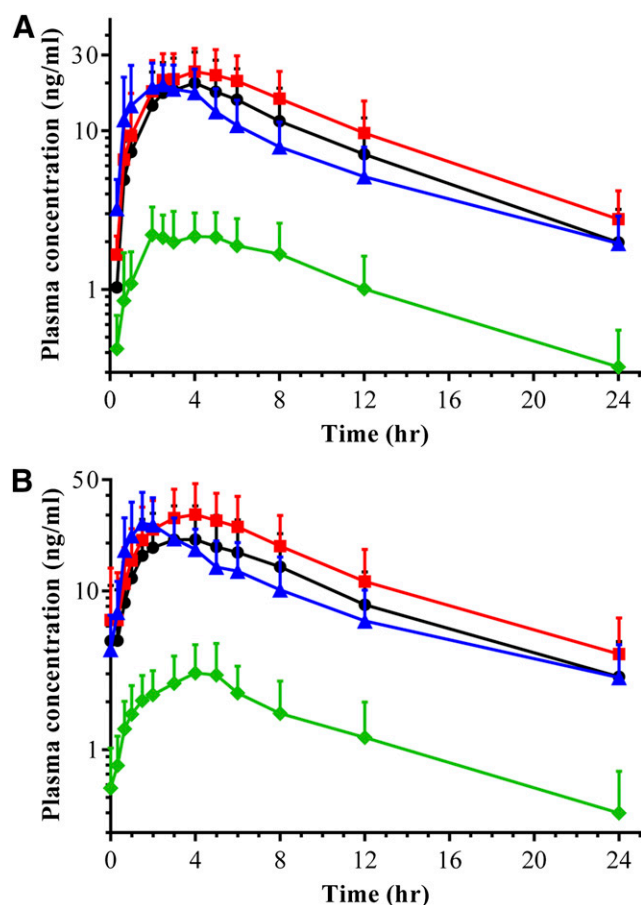 A
Plasma concentration (ng/ml)
30
10
1
0 4 8 12 16 20 24
Time (hr)
B
Plasma concentration (ng/ml)
50
10
1
0 4 8 12 16 20 24
Time (hr)